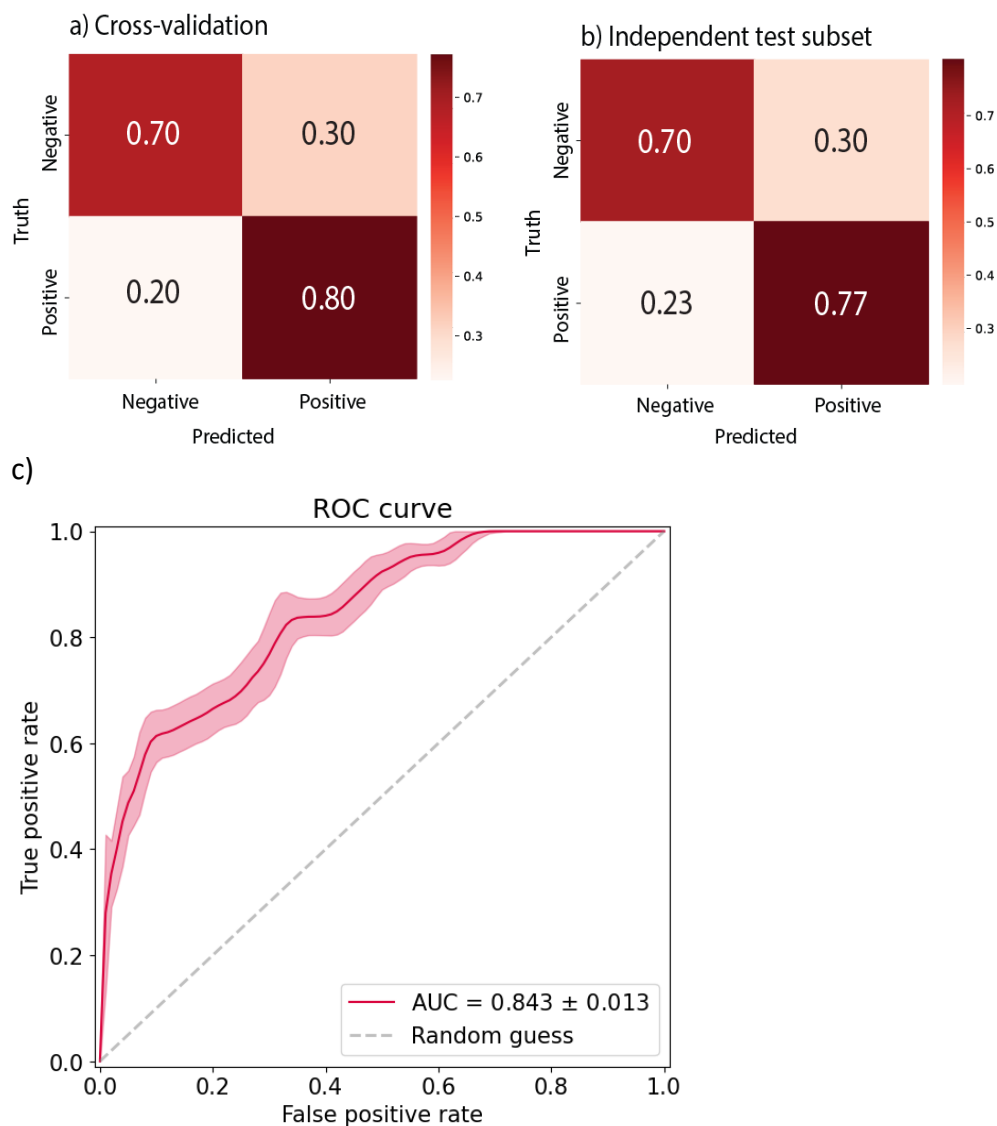 a) Cross-validation
Negative
Positive
Truth
0.70
0.30
0.20
0.80
Negative
Positive
Predicted
0.7
0.6
0.5
0.4
0.3
b) Independent test subset
Negative
Positive
Truth
0.70
0.30
0.23
0.77
Negative
Positive
Predicted
0.7
0.6
0.5
0.4
0.3
c)
ROC curve
True positive rate
1.0
0.8
0.6
0.4
0.2
0.0
AUC = 0.843 ± 0.013
Random guess
0.0
0.2
0.4
0.6
0.8
1.0
False positive rate